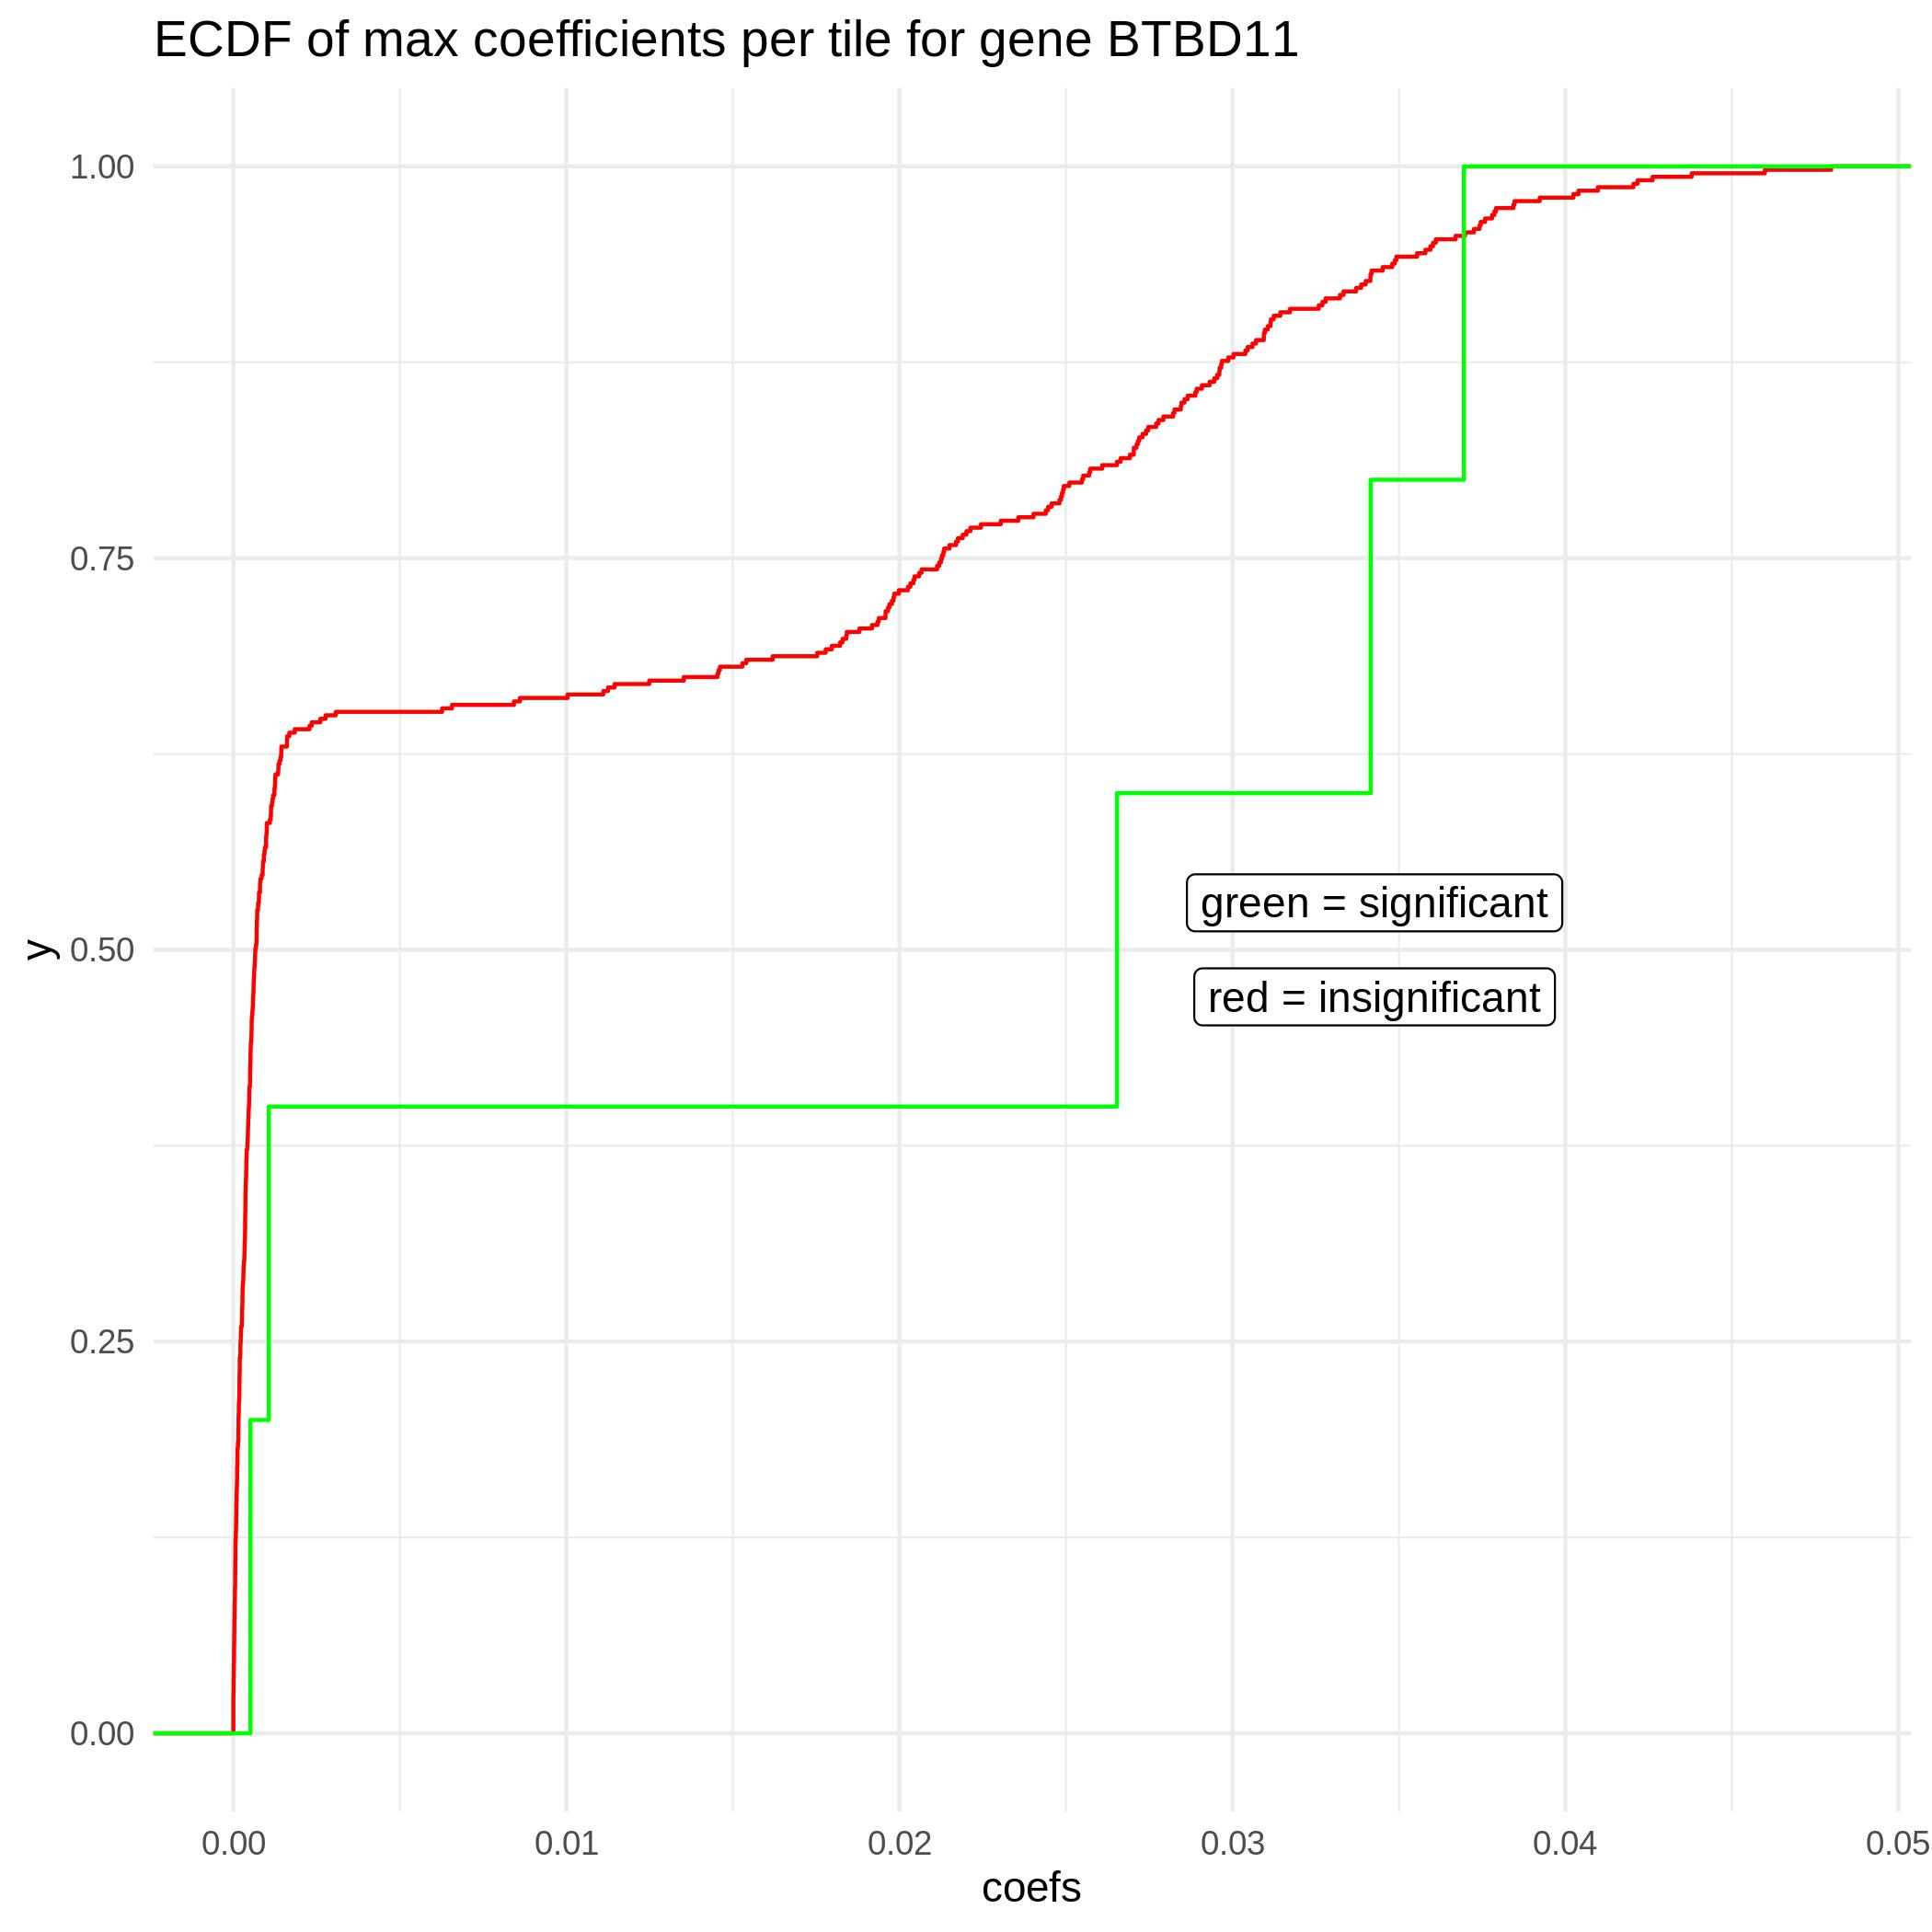 ECDF of max coefficients per tile for gene BTBD11
1.00
0.75
0.50
0.25
0.00
y
green = significant
red = insignificant
0.00 0.01 0.02 0.03 0.04 0.05
coefs